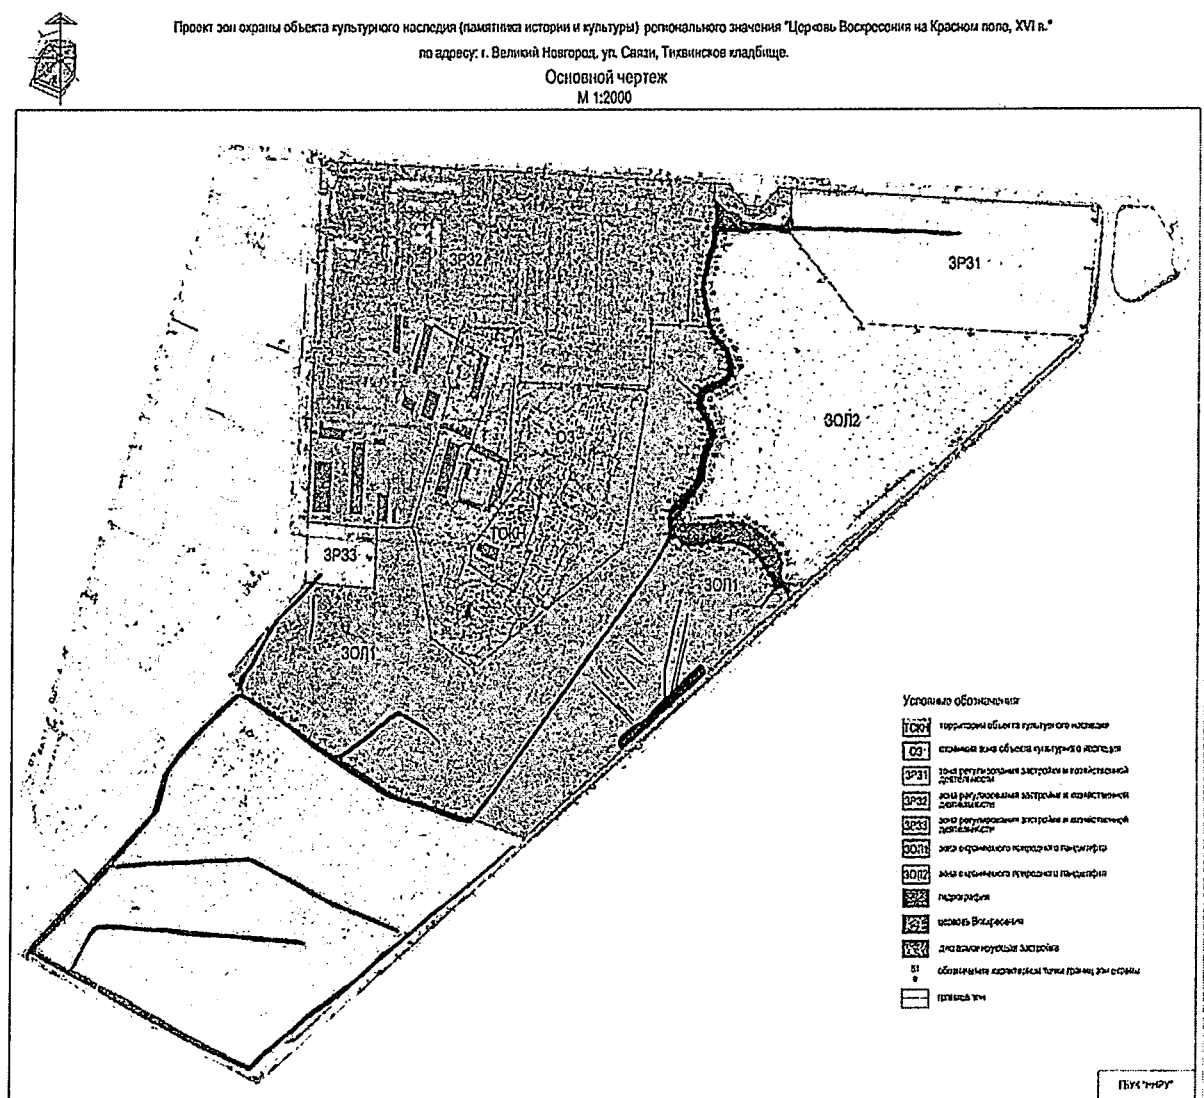 Проект зон охраны объекта культурного наследия (памятника истории и культуры) регионального значения "Церковь Воскресения на Красном поле, XVI в."
по адресу: г. Великий Новгород, ул. Связи, Тихвинское кладбище.
Основной чертеж
М 1:2000
ЗРЗ2
ЗРЗ1
ЗОЛ2
ОЗ
ТОКН
ЗРЗ3
ЗОЛ1
ЗОЛ1
Условные обозначения
ТОКН территория объекта культурного наследия
ОЗ охранная зона объекта культурного наследия
ЗРЗ1 зона регулирования застройки и хозяйственной
деятельности
ЗРЗ2 зона регулирования застройки и хозяйственной
деятельности
ЗРЗ3 зона регулирования застройки и хозяйственной
деятельности
ЗОЛ1 зона охраняемого природного ландшафта
ЗОЛ2 зона охраняемого природного ландшафта
гидрография
церковь Воскресения
диссонирующая застройка
обозначение характерных точек границ зон охраны
граница зон
ГБУК